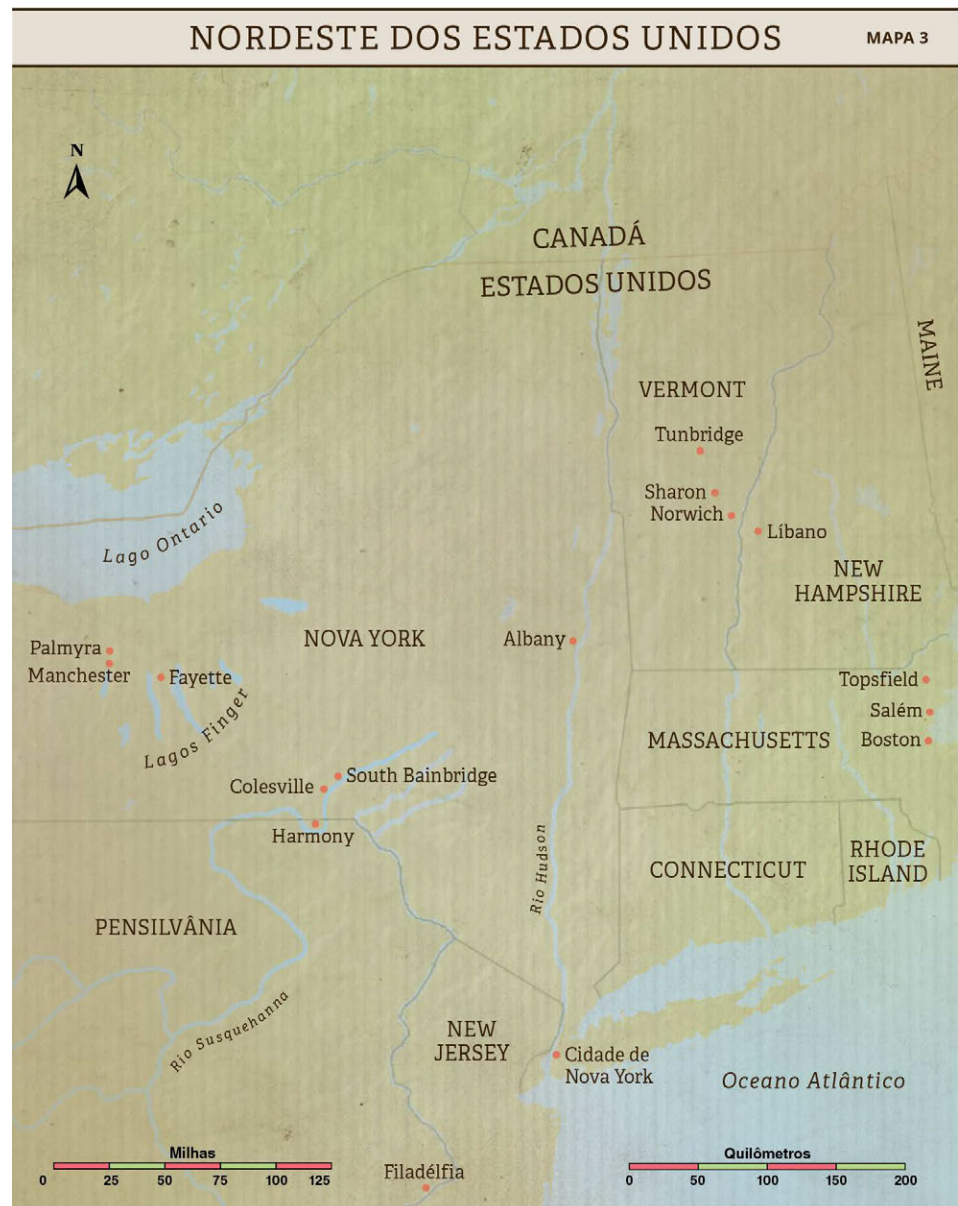 NORDESTE DOS ESTADOS UNIDOS
MAPA 3
N
CANADÁ
ESTADOS UNIDOS
MAINE
VERMONT
Tunbridge
Sharon
Norwich
Líbano
Lago Ontario
NEW
HAMPSHIRE
NOVA YORK
Albany
Palmyra
Manchester
Fayette
Lagos Finger
Topsfield
Salém
Boston
MASSACHUSETTS
South Bainbridge
Colesville
Harmony
Rio Hudson
CONNECTICUT
RHODE
ISLAND
PENSILVÂNIA
Rio Susquehanna
NEW
JERSEY
Cidade de
Nova York
Oceano Atlântico
Milhas
0 25 50 75 100 125
Filadélfia
Quilômetros
0 50 100 150 200